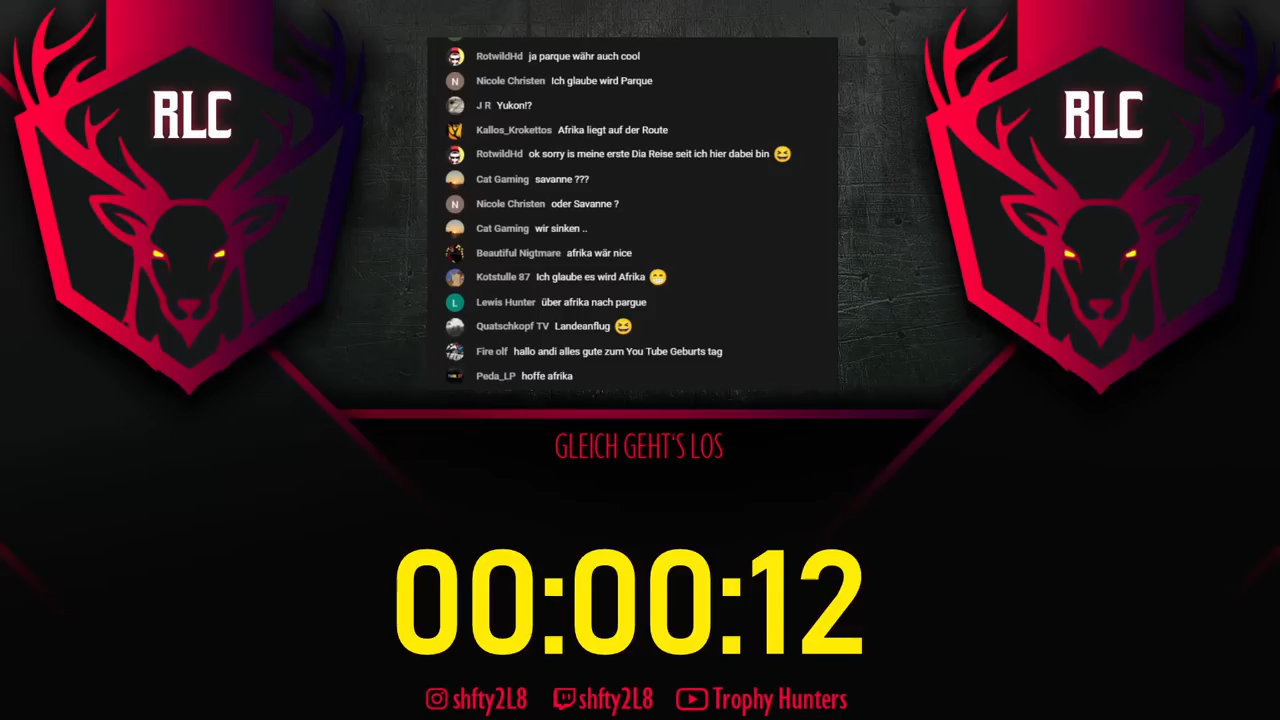 RLC
RLC
RotwildHd ja parque währ auch cool
Nicole Christen Ich glaube wird Parque
J R Yukon!?
Kallos_Krokettos Afrika liegt auf der Route
RotwildHd ok sorry is meine erste Dia Reise seit ich hier dabei bin 😆
Cat Gaming savanne ???
N Nicole Christen oder Savanne ?
Cat Gaming wir sinken ..
Beautiful Nigtmare afrika wär nice
Kotstulle 87 Ich glaube es wird Afrika 😁
L Lewis Hunter über afrika nach pargue
Quatschkopf TV Landeanflug 😆
Fire olf hallo andi alles gute zum You Tube Geburts tag
Peda_LP hoffe afrika
GLEICH GEHT'S LOS
00:00:12
shfty2L8 shfty2L8 Trophy Hunters